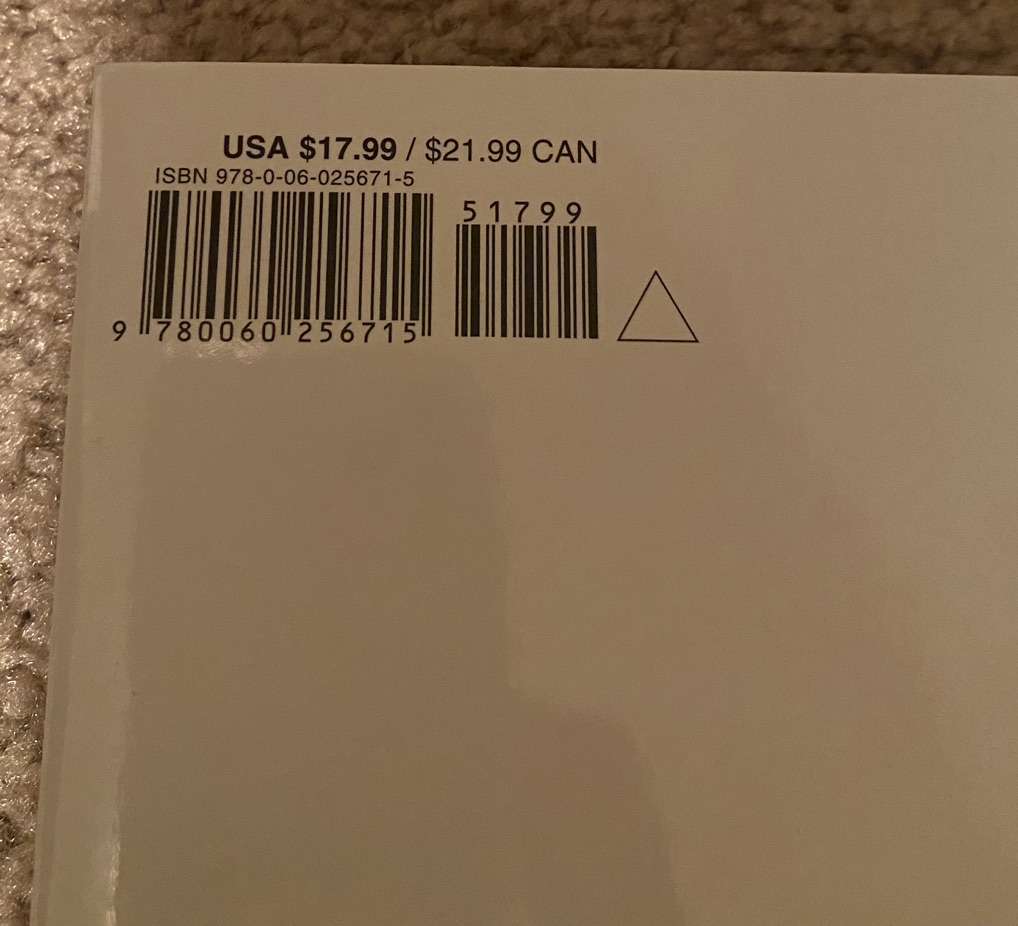 USA $17.99 / $21.99 CAN
ISBN 978-0-06-025671-5
51799
9 780060 256715